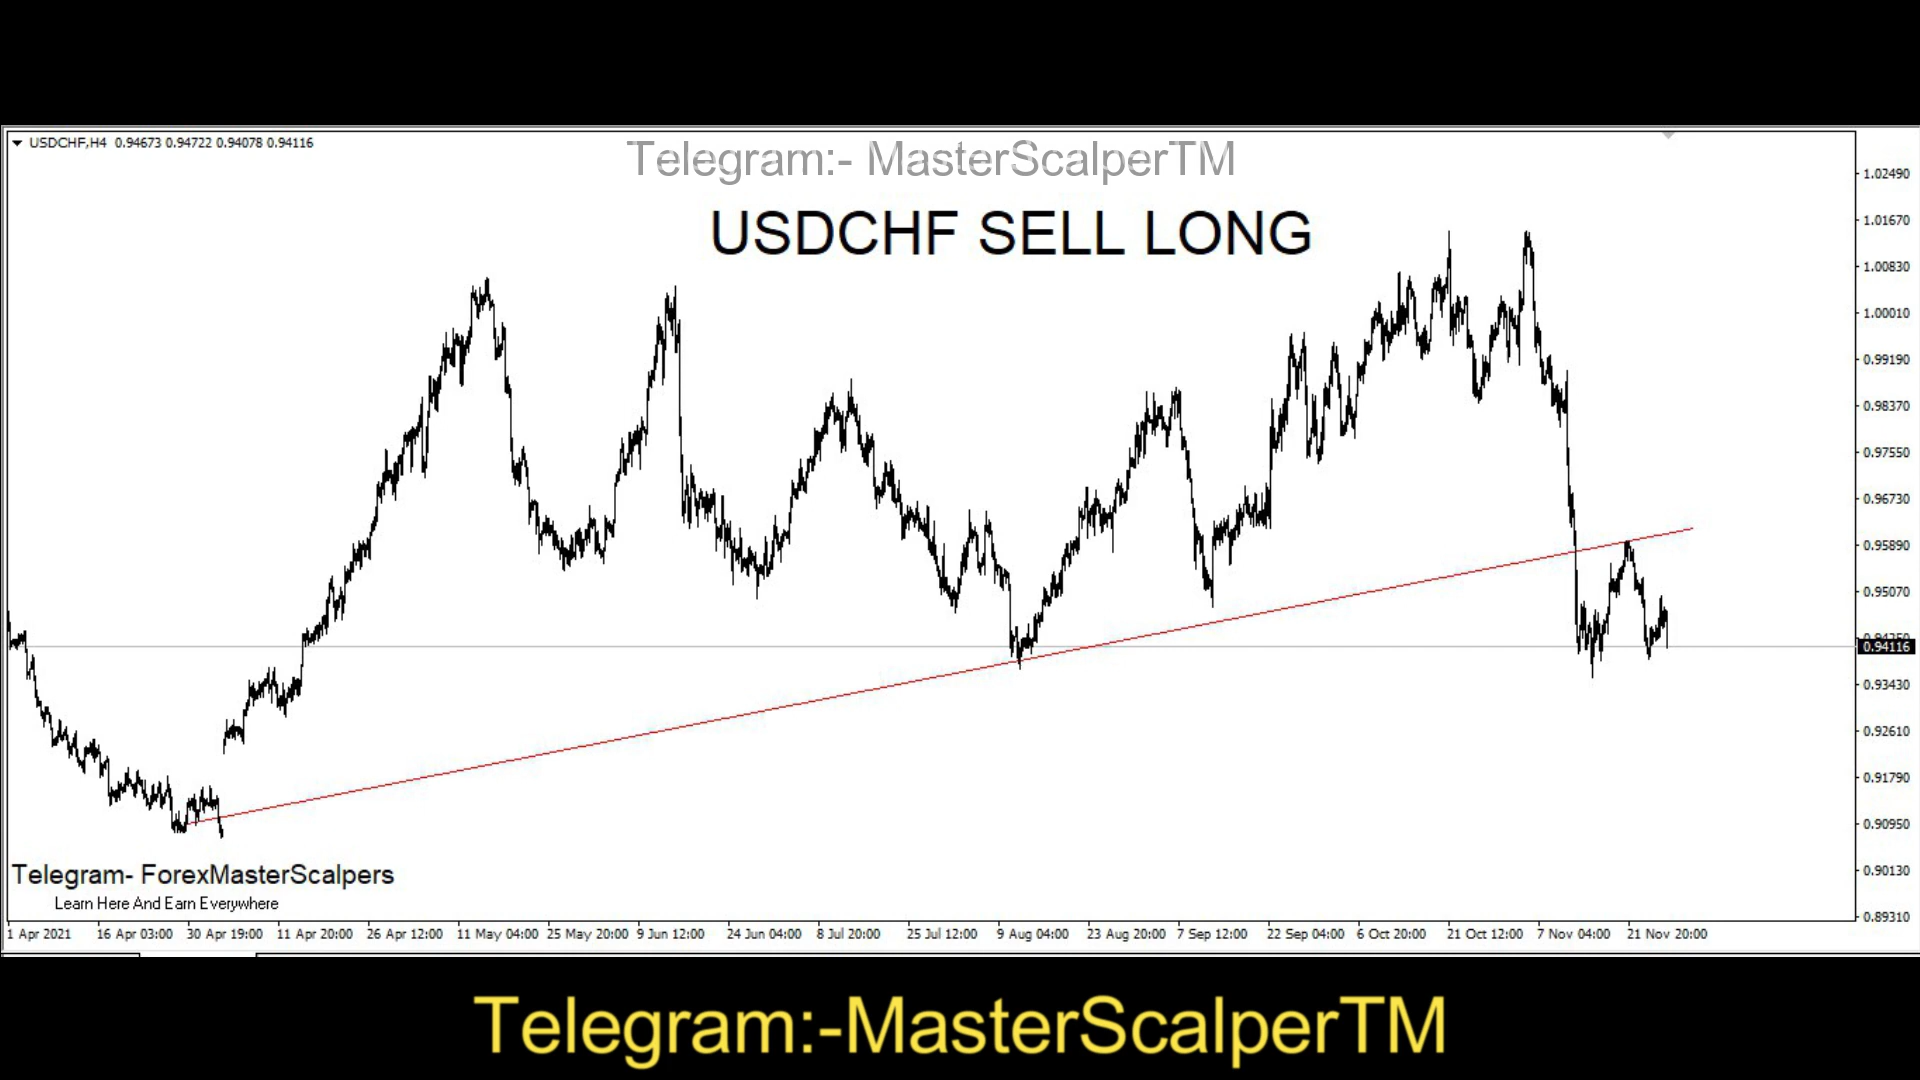 USDCHF,H4 0.94673 0.94722 0.94078 0.94116
Telegram:- MasterScalperTM
USDCHF SELL LONG
1.02490
1.01670
1.00830
1.00010
0.99190
0.98370
0.97550
0.96730
0.95890
0.95070
0.94116
0.93430
0.92610
0.91790
0.90950
0.90130
0.89310
Telegram- ForexMasterScalpers
Learn Here And Earn Everywhere
1 Apr 2021 16 Apr 03:00 30 Apr 19:00 11 Apr 20:00 26 Apr 12:00 11 May 04:00 25 May 20:00 9 Jun 12:00 24 Jun 04:00 8 Jul 20:00 25 Jul 12:00 9 Aug 04:00 23 Aug 20:00 7 Sep 12:00 22 Sep 04:00 6 Oct 20:00 21 Oct 12:00 7 Nov 04:00 21 Nov 20:00
Telegram:-MasterScalperTM